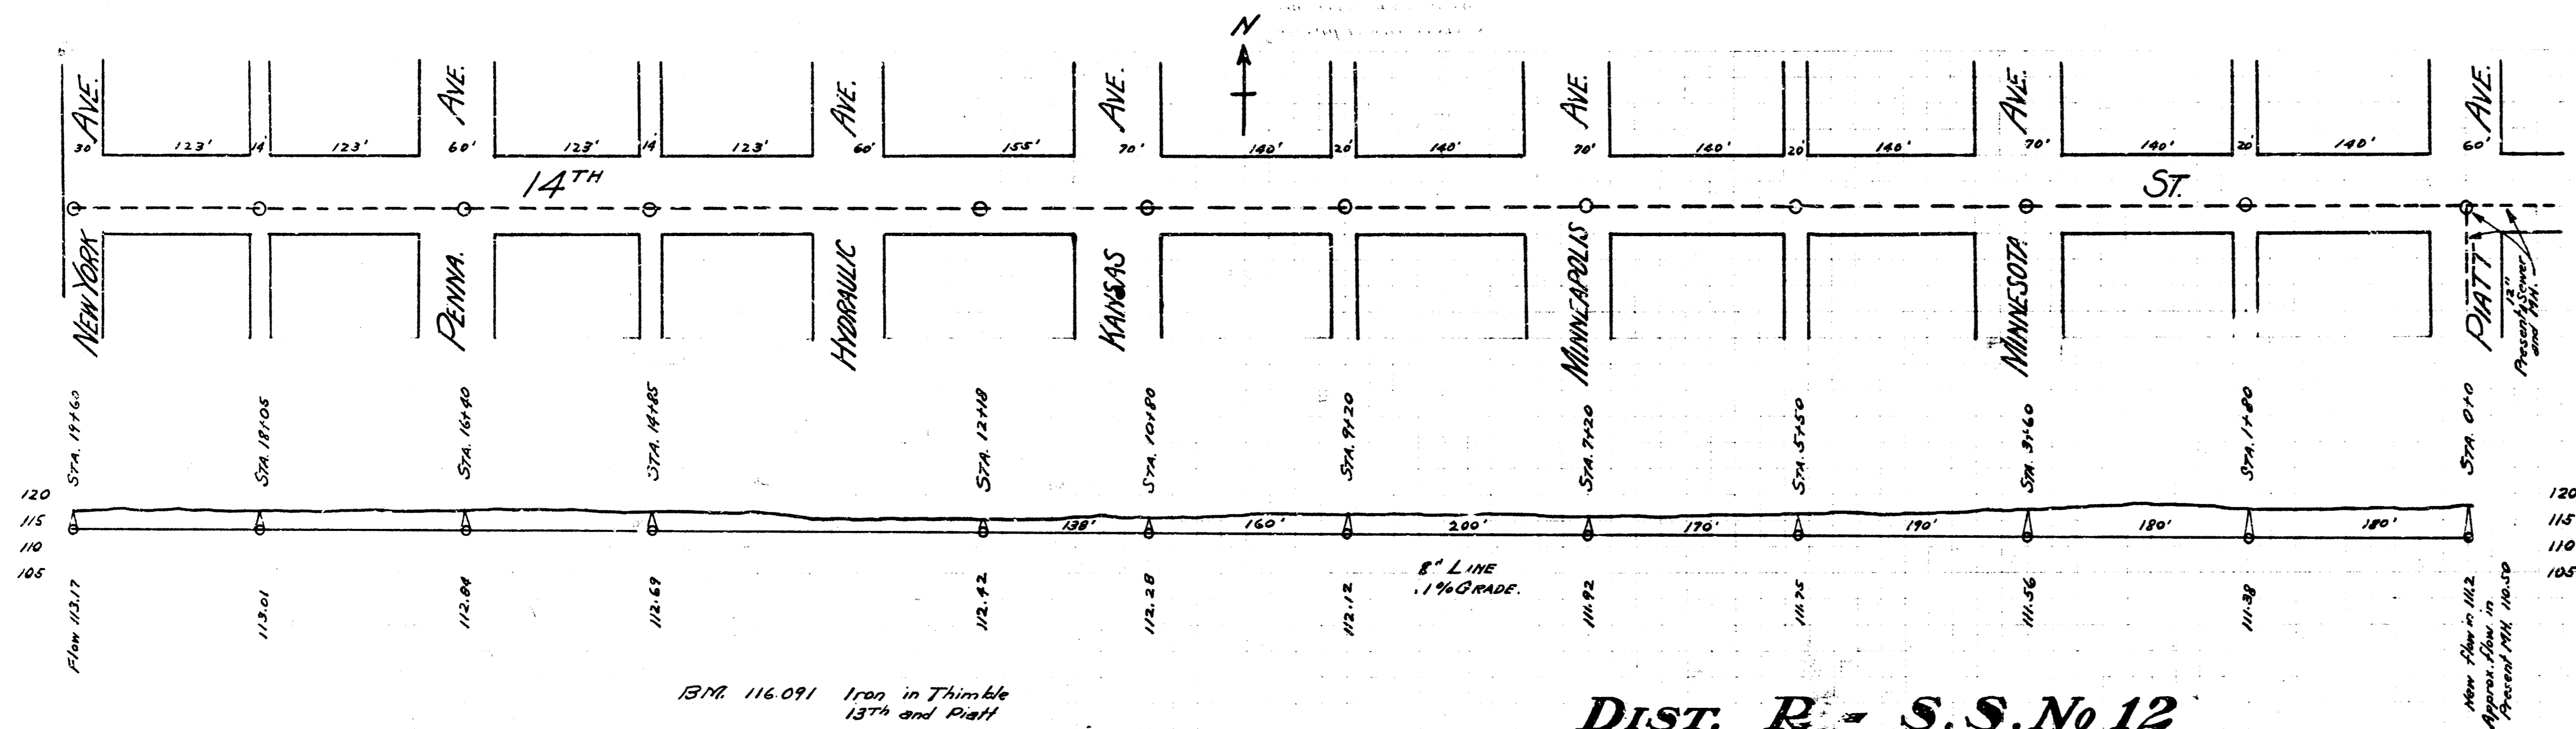 N
AVE.
AVE.
AVE.
AVE.
AVE.
AVE.
AVE.
30' 123' 14' 123' 60' 123' 14' 123' 60' 155' 70' 140' 20' 140' 70' 140' 20' 140' 70' 140' 20' 140' 60'
14TH ST.
NEW YORK
PENNA.
HYDRAULIC
KANSAS
MINNEAPOLIS
MINNESOTA
PIATT
12"
Present Sewer
and MH.
STA. 19+60
STA. 18+05
STA. 16+40
STA. 14+85
STA. 12+18
STA. 10+80
STA. 9+20
STA. 7+20
STA. 5+50
STA. 3+60
STA. 1+80
STA. 0+0
120
115
110
105
138' 160' 200' 170' 190' 180' 180'
120
115
110
105
8" LINE
.1% GRADE.
Flow 113.17
113.01
112.84
112.69
112.42
112.28
112.12
111.92
111.75
111.56
111.38
New flow in 111.2
Approx. flow in
Present MH. 110.50
BM. 116.091 Iron in Thimble
13Th and Piatt
DIST. R - S.S. No 12